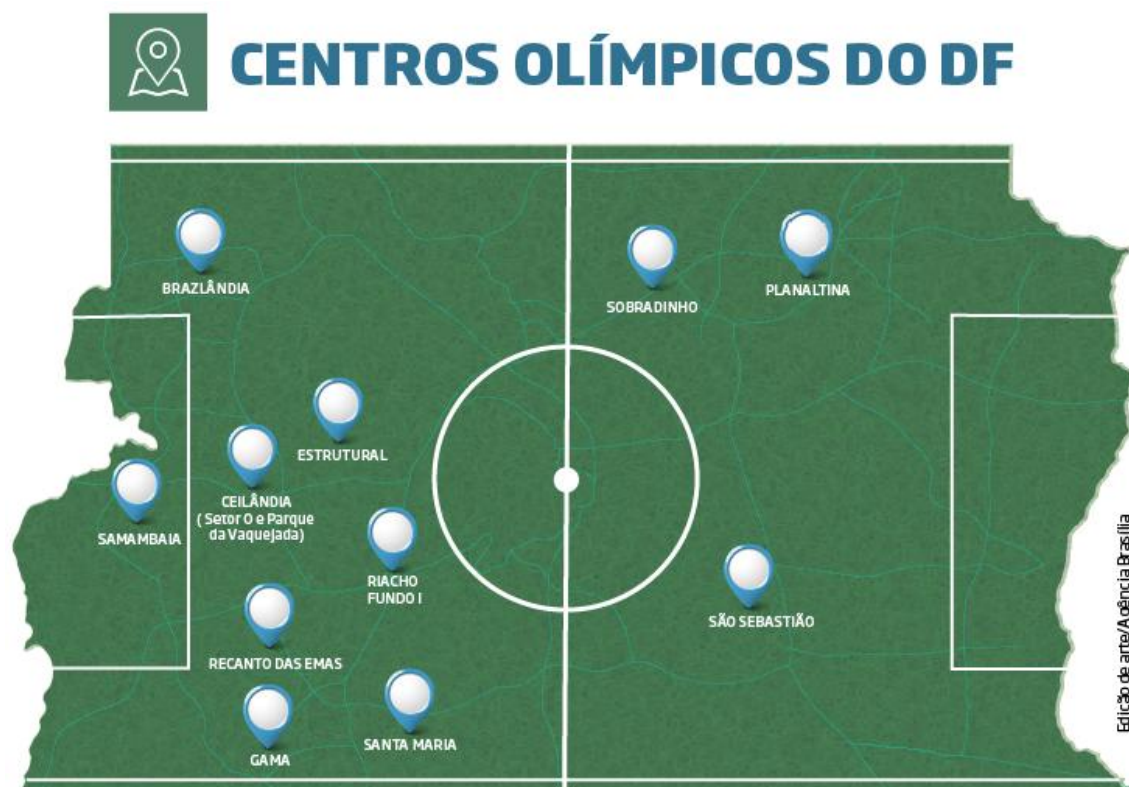 CENTROS OLÍMPICOS DO DF
BRAZLÂNDIA
SOBRADINHO
PLANALTINA
ESTRUTURAL
CEILÂNDIA
( Setor O e Parque
da Vaquejada)
SAMAMBAIA
RIACHO
FUNDO I
SÃO SEBASTIÃO
RECANTO DAS EMAS
SANTA MARIA
GAMA
Edição de arte/Agência Brasília